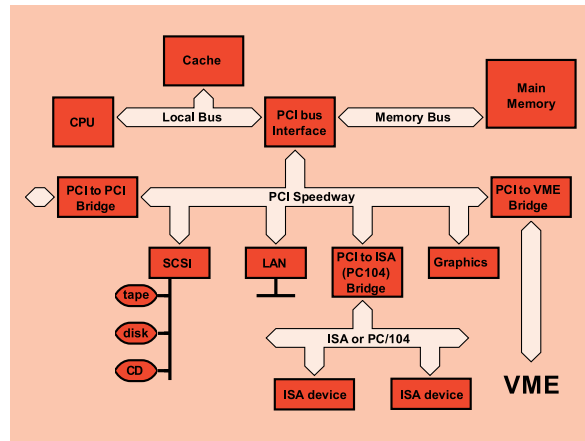 Cache
Main
Memory
CPU
Local Bus
PCI bus
Interface
Memory Bus
PCI to PCI
Bridge
PCI Speedway
PCI to VME
Bridge
SCSI
LAN
PCI to ISA
(PC104)
Bridge
Graphics
tape
disk
CD
ISA or PC/104
ISA device
ISA device
VME